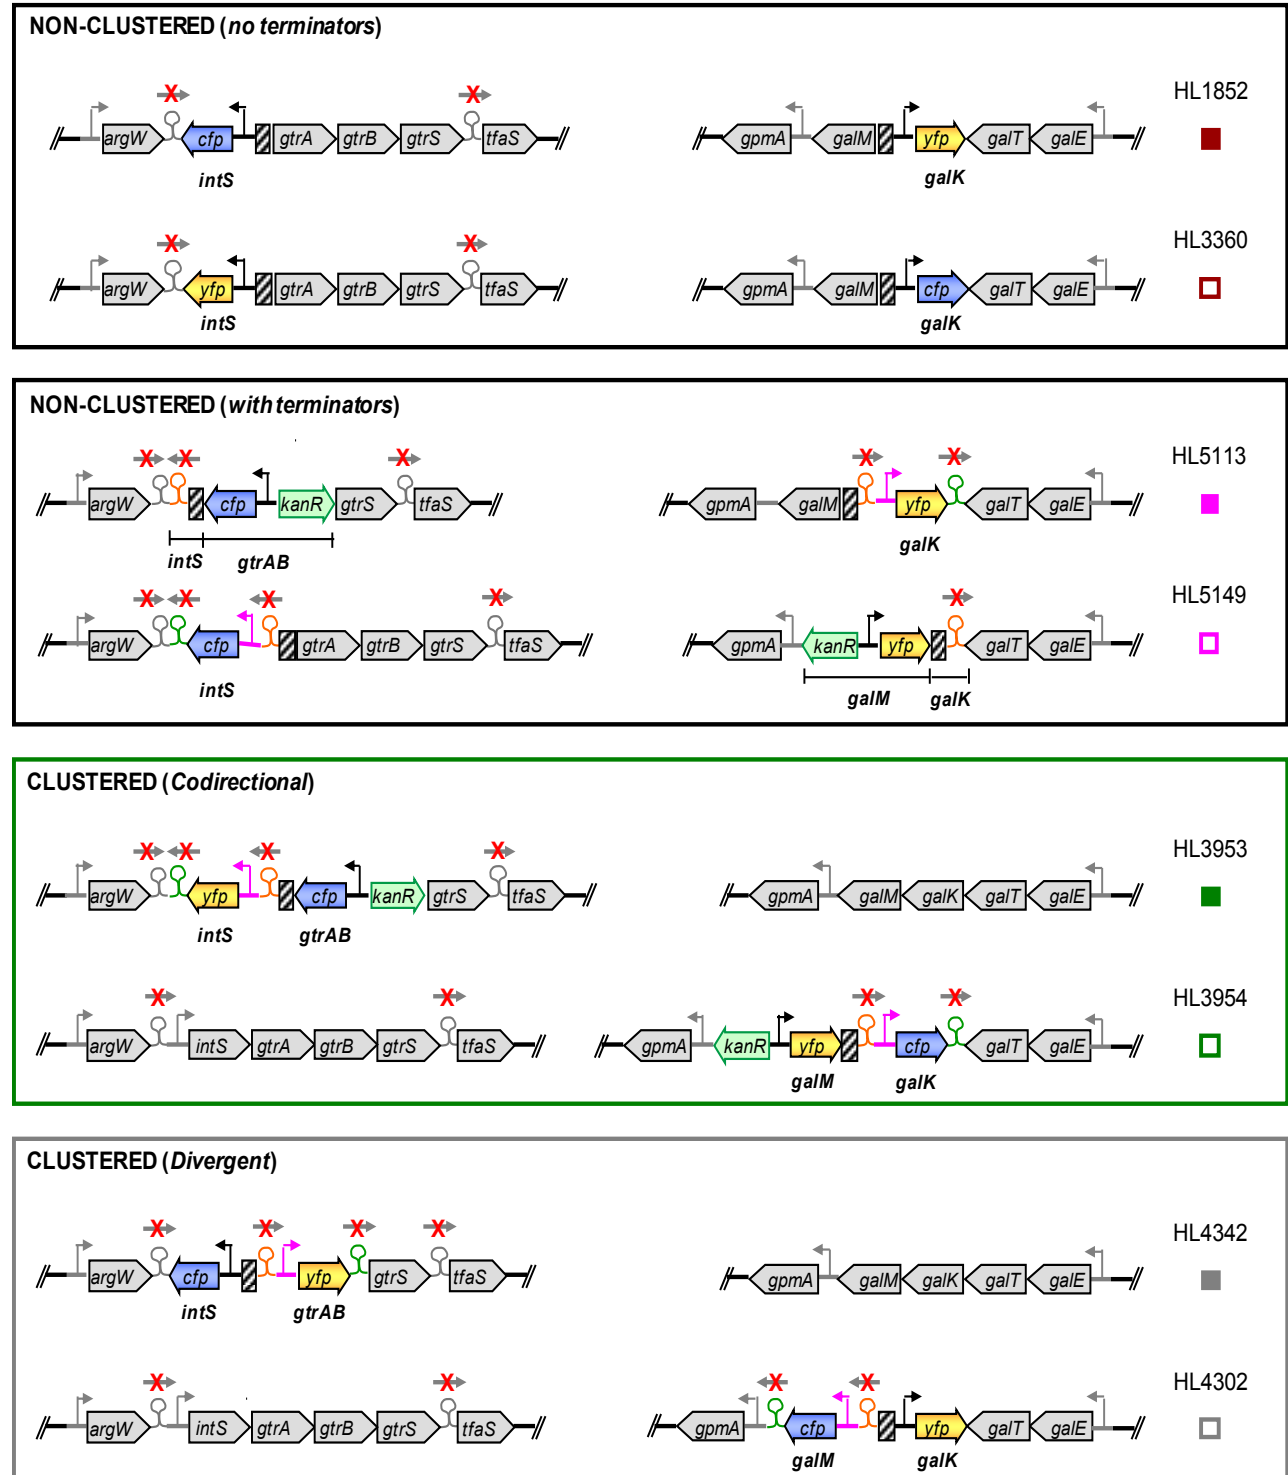 NON-CLUSTERED (no terminators)
HL1852
argW cfp gtrA gtrB gtrS tfaS gpmA galM yfp galT galE
intS galK
HL3360
argW yfp gtrA gtrB gtrS tfaS gpmA galM cfp galT galE
intS galK
NON-CLUSTERED (with terminators)
HL5113
argW cfp kanR gtrS tfaS gpmA galM yfp galT galE
intS gtrAB galK
HL5149
argW cfp gtrA gtrB gtrS tfaS gpmA kanR yfp galT galE
intS galM galK
CLUSTERED (Codirectional)
HL3953
argW yfp cfp kanR gtrS tfaS gpmA galM galK galT galE
intS gtrAB
HL3954
argW intS gtrA gtrB gtrS tfaS gpmA kanR yfp cfp galT galE
galM galK
CLUSTERED (Divergent)
HL4342
argW cfp yfp gtrS tfaS gpmA galM galK galT galE
intS gtrAB
HL4302
argW intS gtrA gtrB gtrS tfaS gpmA cfp yfp galT galE
galM galK